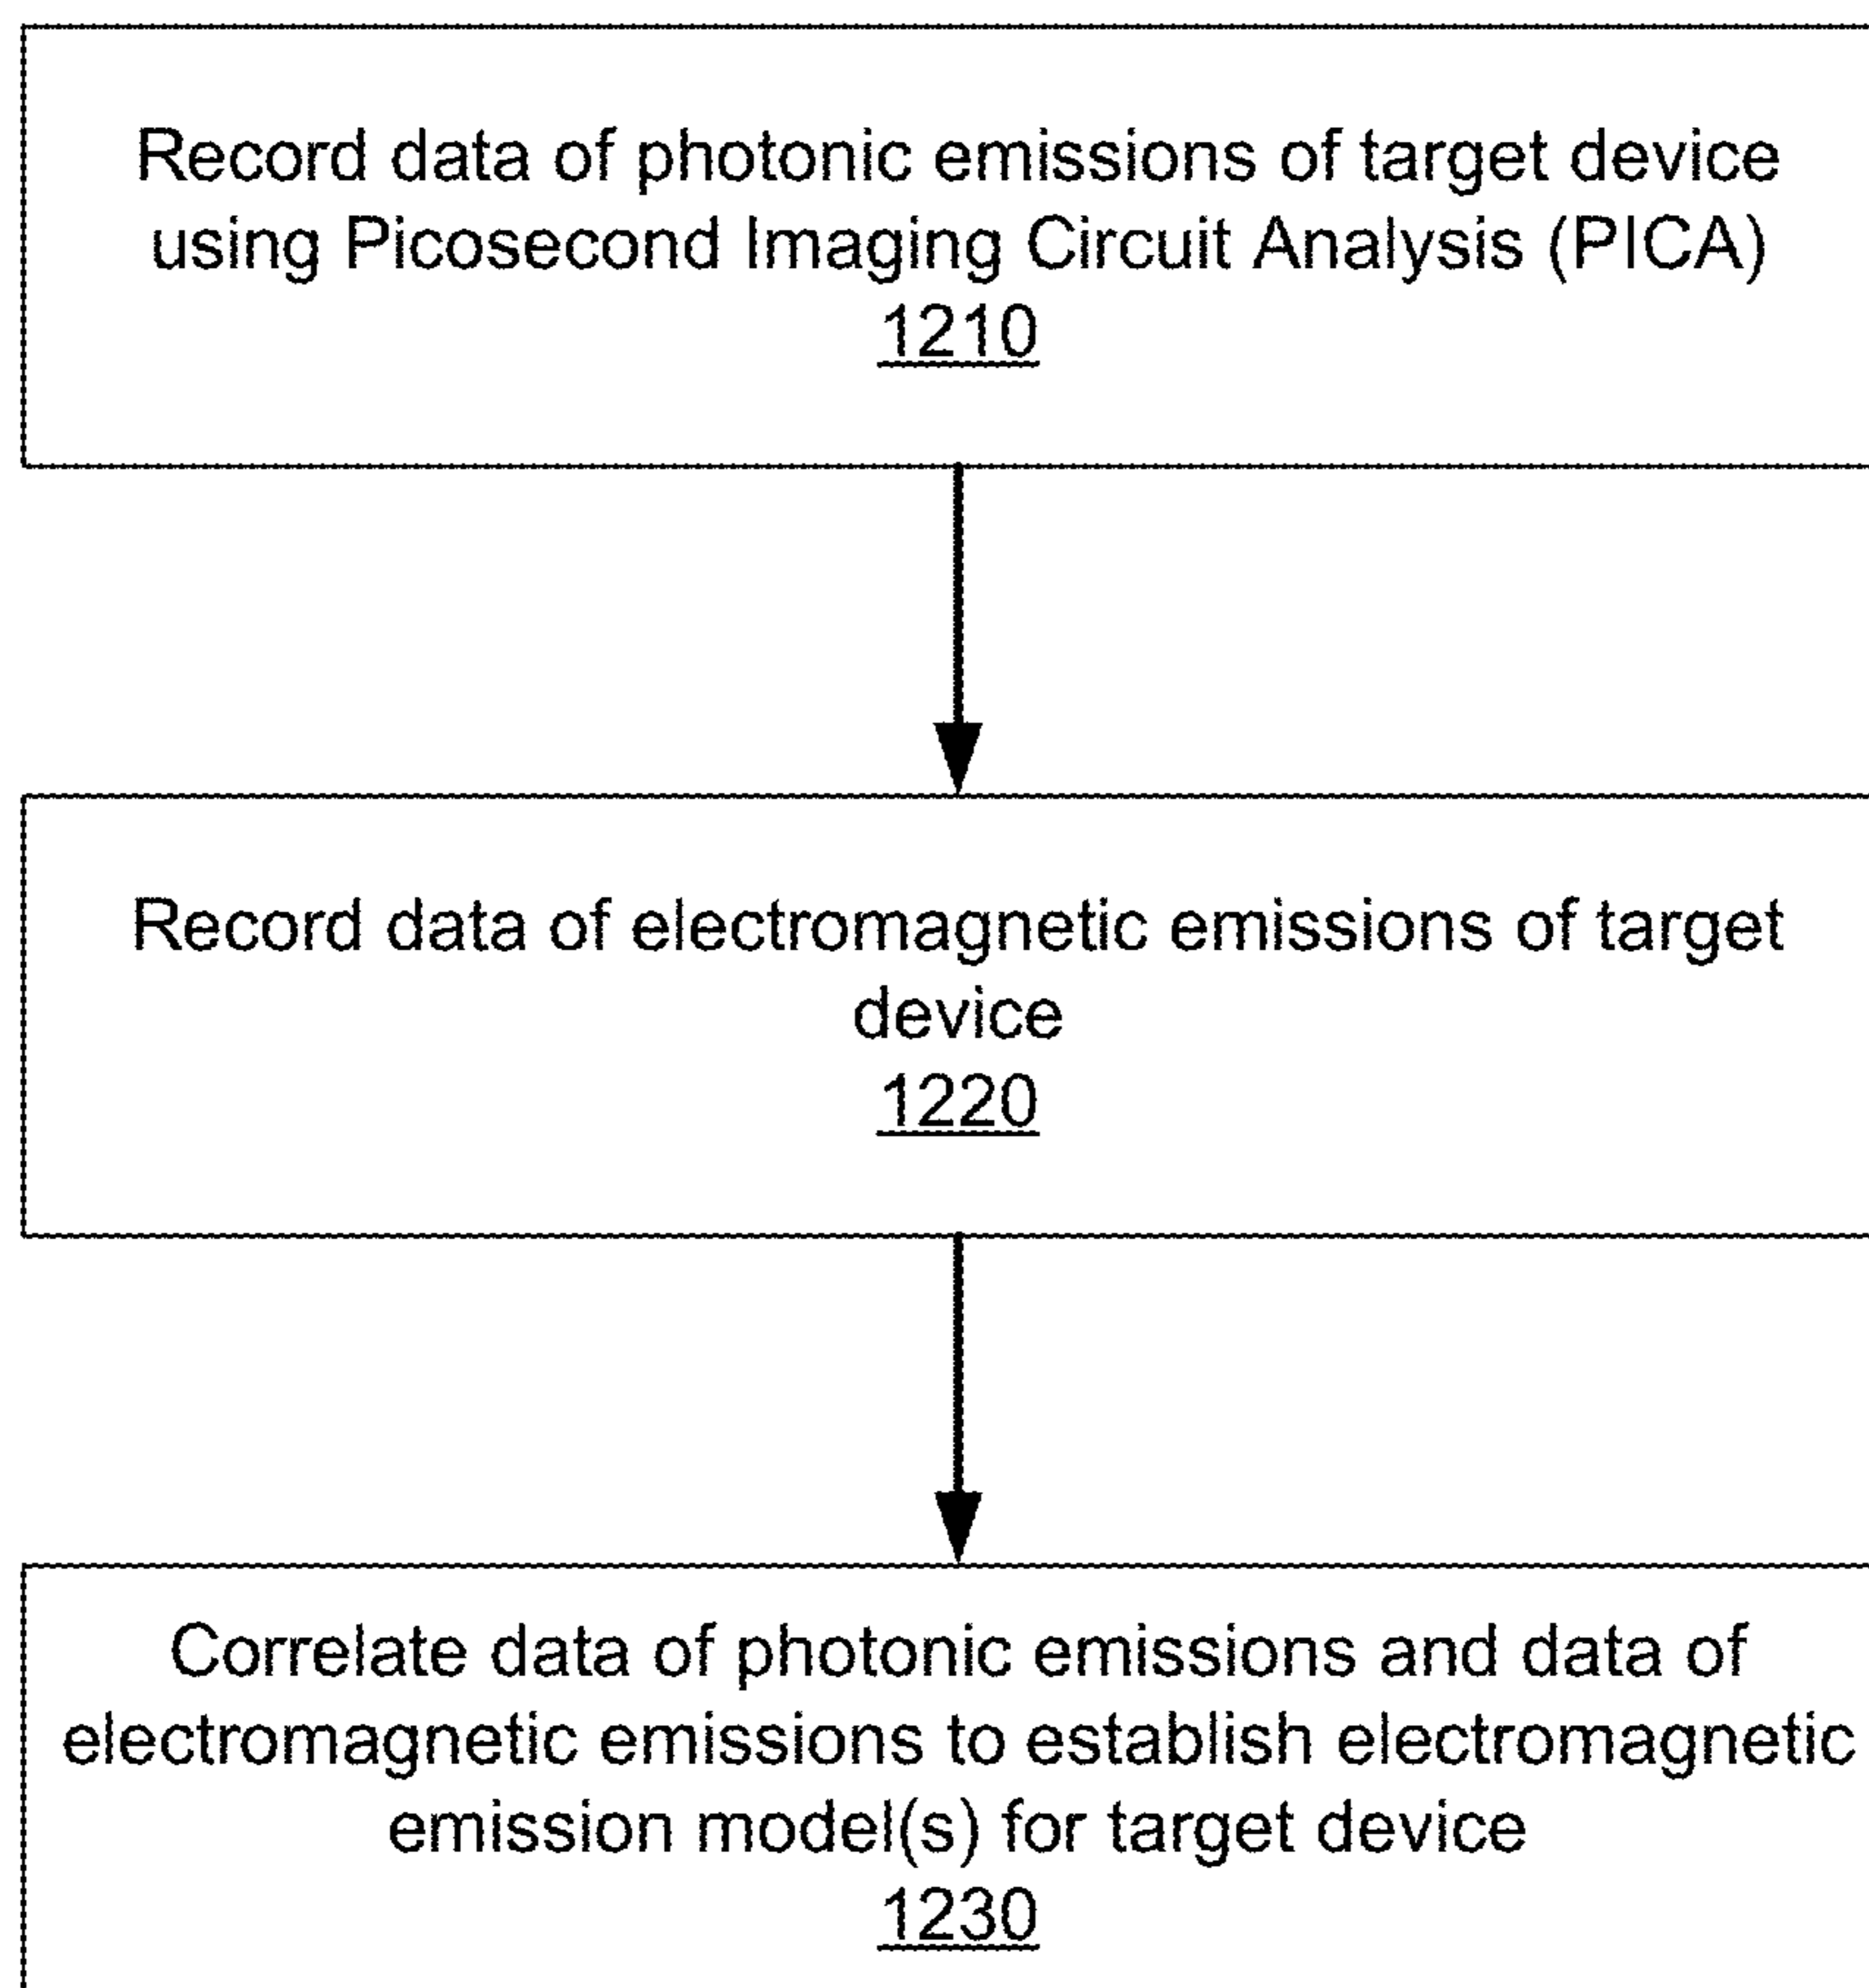 Record data of photonic emissions of target device
using Picosecond Imaging Circuit Analysis (PICA)
1210
Record data of electromagnetic emissions of target
device
1220
Correlate data of photonic emissions and data of
electromagnetic emissions to establish electromagnetic
emission model(s) for target device
1230